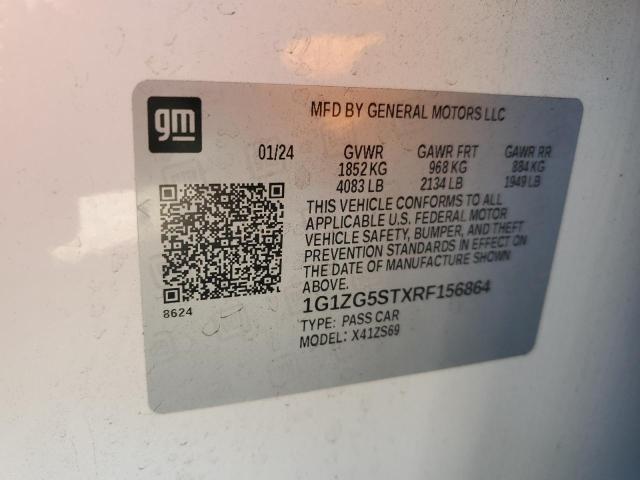 gm
MFD BY GENERAL MOTORS LLC
01/24 GVWR GAWR FRT GAWR RR
1852 KG 968 KG 884 KG
4083 LB 2134 LB 1949 LB
THIS VEHICLE CONFORMS TO ALL
APPLICABLE U.S. FEDERAL MOTOR
VEHICLE SAFETY, BUMPER, AND THEFT
PREVENTION STANDARDS IN EFFECT ON
THE DATE OF MANUFACTURE SHOWN
ABOVE.
1G1ZG5STXRF156864
8624
TYPE: PASS CAR
MODEL: X41ZS69